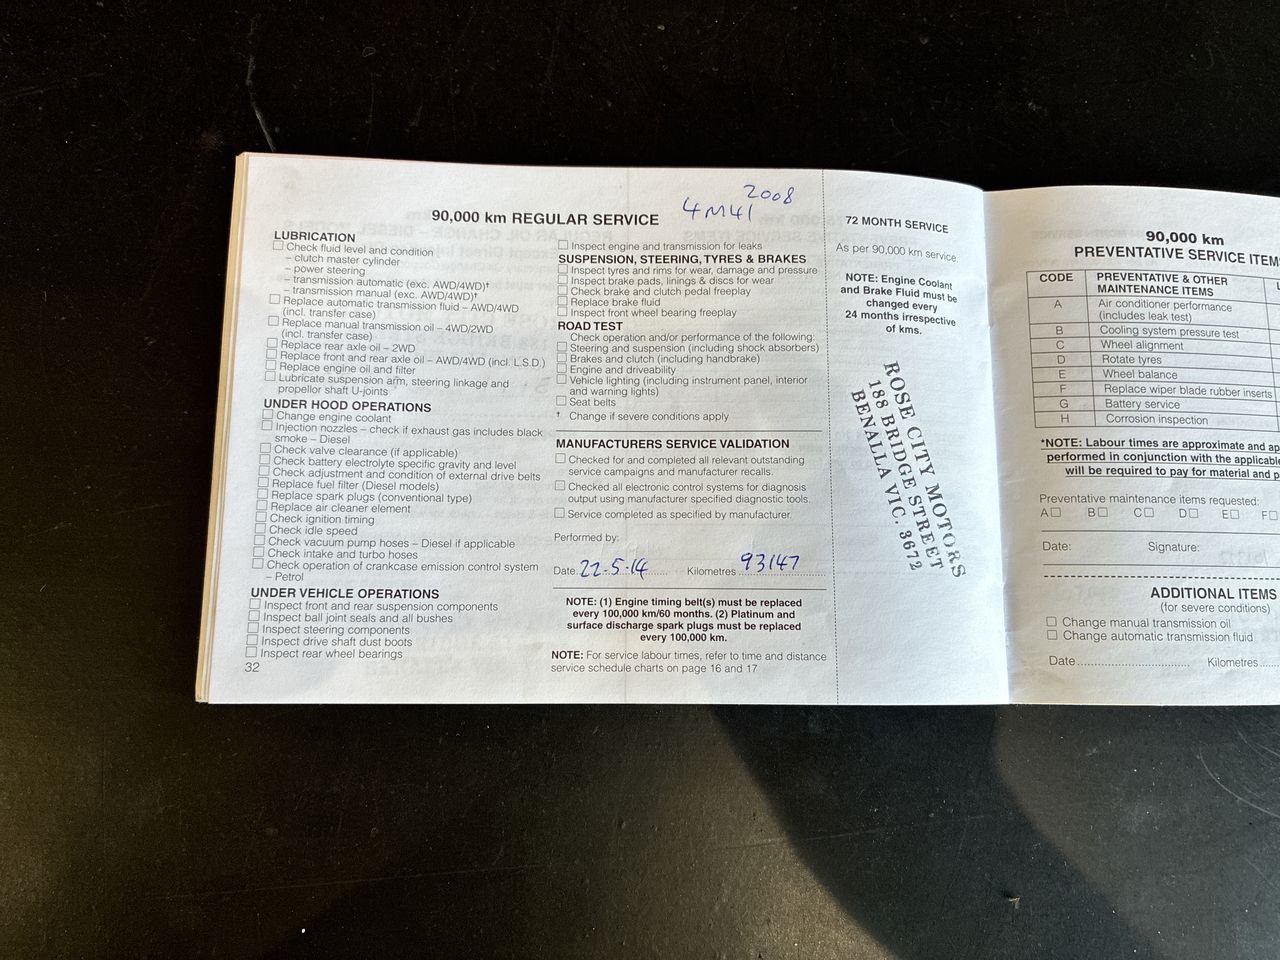 2008
4M41
90,000 km REGULAR SERVICE
LUBRICATION
Check fluid level and condition
– clutch master cylinder
– power steering
– transmission automatic (exc. AWD/4WD)†
– transmission manual (exc. AWD/4WD)†
Replace automatic transmission fluid – AWD/4WD
(incl. transfer case)
Replace manual transmission oil – 4WD/2WD
(incl. transfer case)
Replace rear axle oil – 2WD
Replace front and rear axle oil – AWD/4WD (incl. L.S.D.)
Replace engine oil and filter
Lubricate suspension arm, steering linkage and
propellor shaft U-joints
UNDER HOOD OPERATIONS
Change engine coolant
Injection nozzles – check if exhaust gas includes black
smoke – Diesel
Check valve clearance (if applicable)
Check battery electrolyte specific gravity and level
Check adjustment and condition of external drive belts
Replace fuel filter (Diesel models)
Replace spark plugs (conventional type)
Replace air cleaner element
Check ignition timing
Check idle speed
Check vacuum pump hoses – Diesel if applicable
Check intake and turbo hoses
Check operation of crankcase emission control system
– Petrol
UNDER VEHICLE OPERATIONS
Inspect front and rear suspension components
Inspect ball joint seals and all bushes
Inspect steering components
Inspect drive shaft dust boots
Inspect rear wheel bearings
32
Inspect engine and transmission for leaks
SUSPENSION, STEERING, TYRES & BRAKES
Inspect tyres and rims for wear, damage and pressure
Inspect brake pads, linings & discs for wear
Check brake and clutch pedal freeplay
Replace brake fluid
Inspect front wheel bearing freeplay
ROAD TEST
Check operation and/or performance of the following:
Steering and suspension (including shock absorbers)
Brakes and clutch (including handbrake)
Engine and driveability
Vehicle lighting (including instrument panel, interior
and warning lights)
Seat belts
† Change if severe conditions apply
MANUFACTURERS SERVICE VALIDATION
Checked for and completed all relevant outstanding
service campaigns and manufacturer recalls.
Checked all electronic control systems for diagnosis
output using manufacturer specified diagnostic tools.
Service completed as specified by manufacturer.
Performed by:
Date 22-5-14 Kilometres 93147
NOTE: (1) Engine timing belt(s) must be replaced
every 100,000 km/60 months. (2) Platinum and
surface discharge spark plugs must be replaced
every 100,000 km.
NOTE: For service labour times, refer to time and distance
service schedule charts on page 16 and 17
72 MONTH SERVICE
As per 90,000 km service.
NOTE: Engine Coolant
and Brake Fluid must be
changed every
24 months irrespective
of kms.
ROSE CITY MOTORS
188 BRIDGE STREET
BENALLA VIC. 3672
90,000 km
PREVENTATIVE SERVICE ITEMS
CODE PREVENTATIVE & OTHER
MAINTENANCE ITEMS
A Air conditioner performance
(includes leak test)
B Cooling system pressure test
C Wheel alignment
D Rotate tyres
E Wheel balance
F Replace wiper blade rubber inserts
G Battery service
H Corrosion inspection
*NOTE: Labour times are approximate and
performed in conjunction with the
will be required to pay for material and
Preventative maintenance items requested:
A B C D E F
Date: Signature:
ADDITIONAL ITEMS
(for severe conditions)
Change manual transmission oil
Change automatic transmission fluid
Date Kilometres